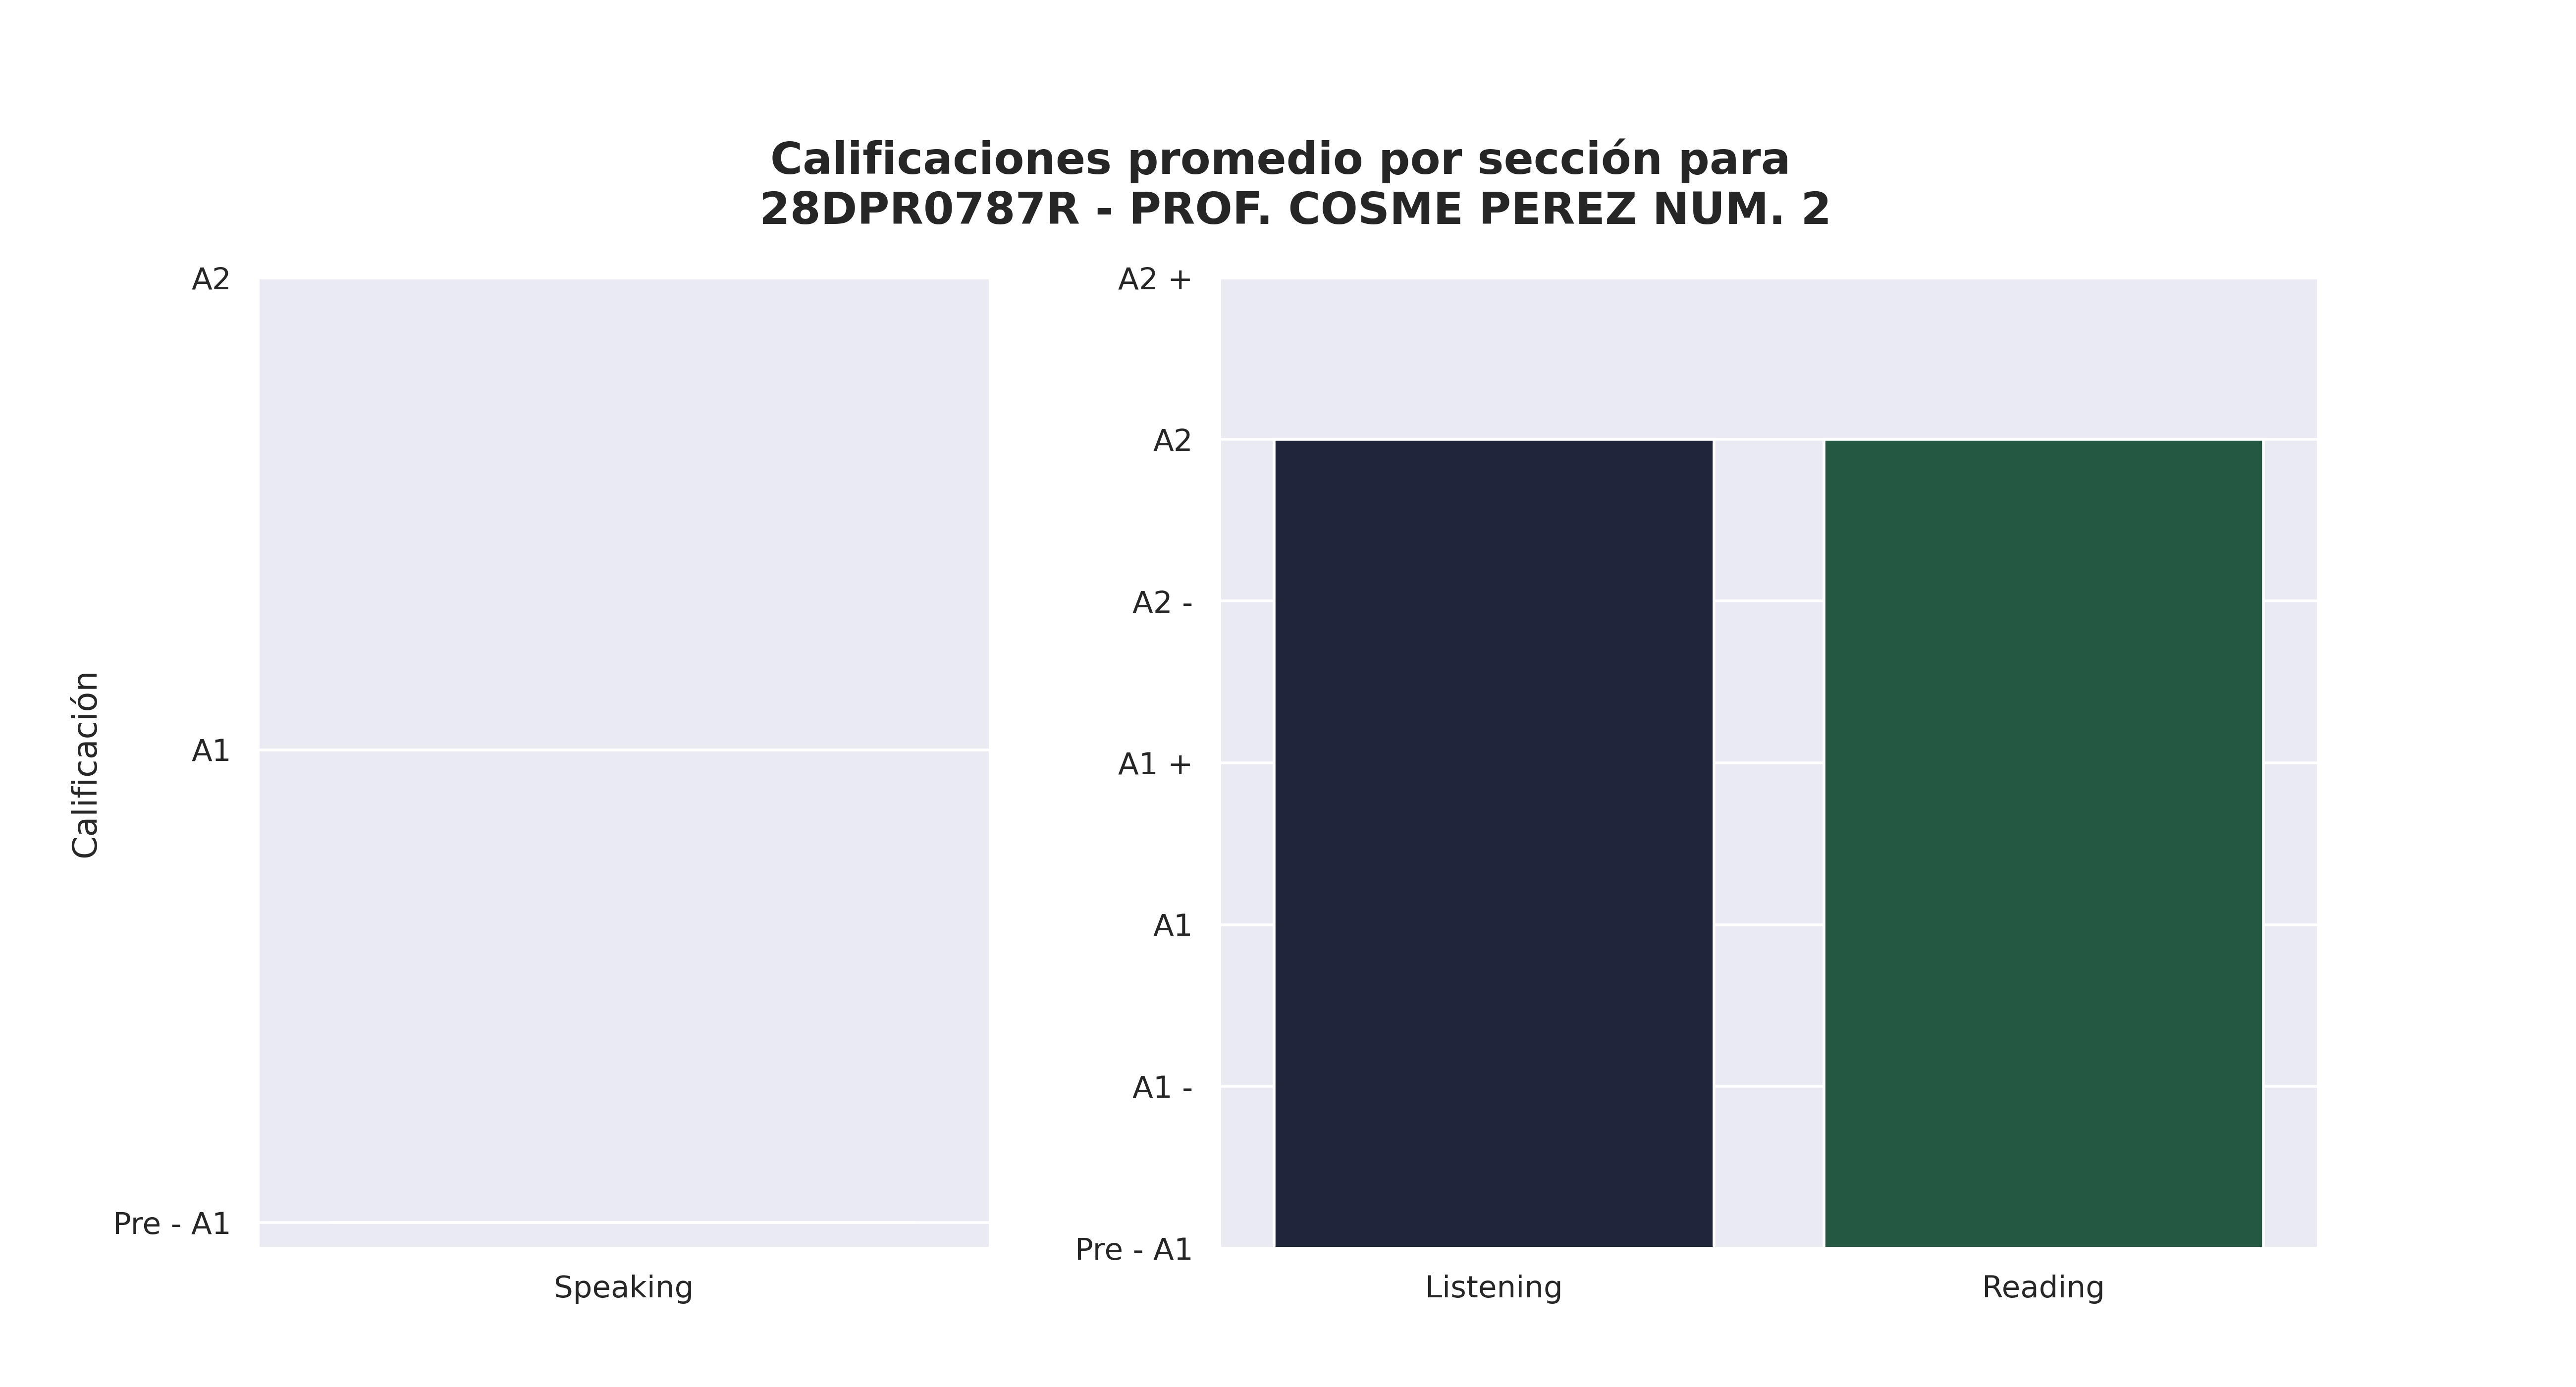 Calificaciones promedio por sección para
28DPR0787R - PROF. COSME PEREZ NUM. 2
Calificación
A2
A1
Pre - A1
Speaking
A2 +
A2
A2 -
A1 +
A1
A1 -
Pre - A1
Listening
Reading